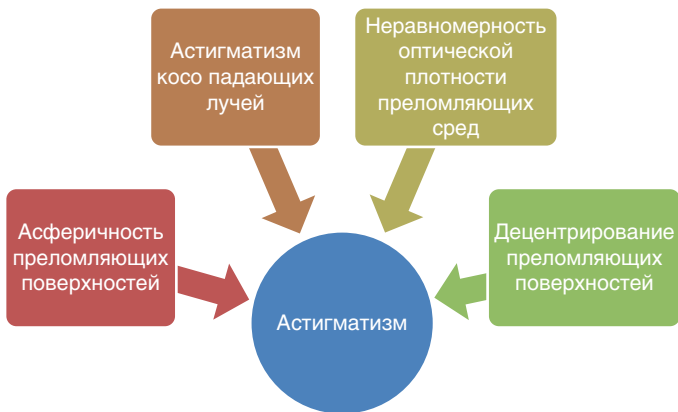 Астигматизм
косо падающих
лучей
Неравномерность
оптической
плотности
преломляющих
сред
Асферичность
преломляющих
поверхностей
Децентрирование
преломляющих
поверхностей
Астигматизм